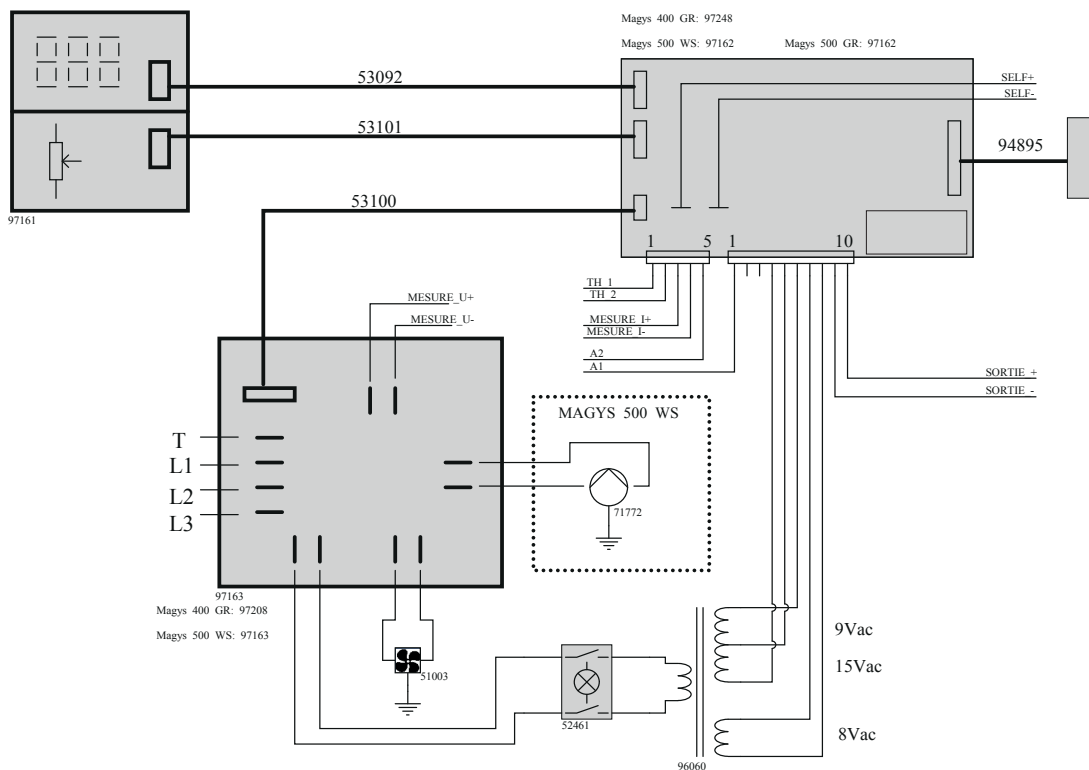 Magys 400 GR: 97248
Magys 500 WS: 97162 Magys 500 GR: 97162
53092
SELF+
SELF-
53101
94895
53100
97161
1 5 1 10
TH_1
TH_2
MESURE_U+
MESURE_I+
MESURE_U-
MESURE_I-
A2
A1
SORTIE_+
SORTIE_-
MAGYS 500 WS
T
L1
L2
L3
71772
97163
Magys 400 GR: 97208
Magys 500 WS: 97163
9Vac
15Vac
51003
52461
8Vac
96060